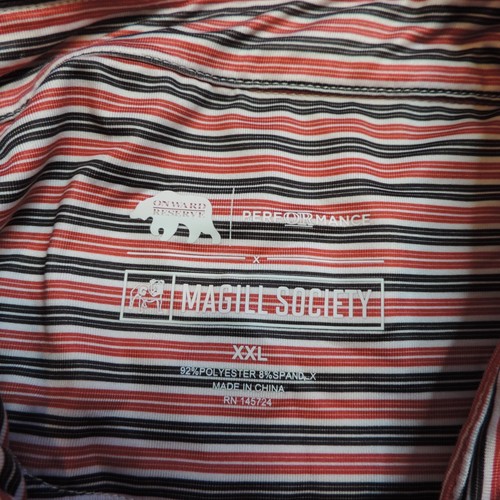 ONWARD
RESERVE
PERFORMANCE
X
MAGILL SOCIETY
XXL
92%POLYESTER 8%SPANDEX
MADE IN CHINA
RN 145724